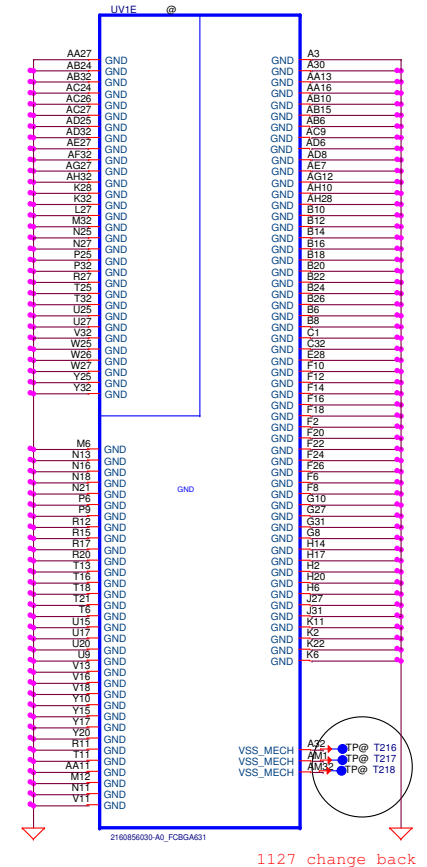 UV1E @
AA27 GND
AB24 GND
AB32 GND
AC24 GND
AC26 GND
AC27 GND
AD25 GND
AD32 GND
AE27 GND
AF32 GND
AG27 GND
AH32 GND
K28 GND
K32 GND
L27 GND
M32 GND
N25 GND
N27 GND
P25 GND
P32 GND
R27 GND
T25 GND
T32 GND
U25 GND
U27 GND
V32 GND
W25 GND
W26 GND
W27 GND
Y25 GND
Y32 GND
M6 GND
N13 GND
N16 GND
N18 GND
N21 GND
P6 GND
P9 GND
R12 GND
R15 GND
R17 GND
R20 GND
T13 GND
T16 GND
T18 GND
T21 GND
T6 GND
U15 GND
U17 GND
U20 GND
U9 GND
V13 GND
V16 GND
V18 GND
Y10 GND
Y15 GND
Y17 GND
Y20 GND
R11 GND
T11 GND
AA11 GND
M12 GND
N11 GND
V11 GND
GND
GND A3
GND A30
GND AA13
GND AA16
GND AB10
GND AB15
GND AB6
GND AC9
GND AD6
GND AD8
GND AE7
GND AG12
GND AH10
GND AH28
GND B10
GND B12
GND B14
GND B16
GND B18
GND B20
GND B22
GND B24
GND B26
GND B6
GND B8
GND C1
GND C32
GND E28
GND F10
GND F12
GND F14
GND F16
GND F18
GND F2
GND F20
GND F22
GND F24
GND F26
GND F6
GND F8
GND G10
GND G27
GND G31
GND G8
GND H14
GND H17
GND H2
GND H20
GND H6
GND J27
GND J31
GND K11
GND K2
GND K22
GND K6
VSS_MECH A32 TP@ T216
VSS_MECH AM1 TP@ T217
VSS_MECH AM32 TP@ T218
2160856030-A0_FCBGA631
1127 change back